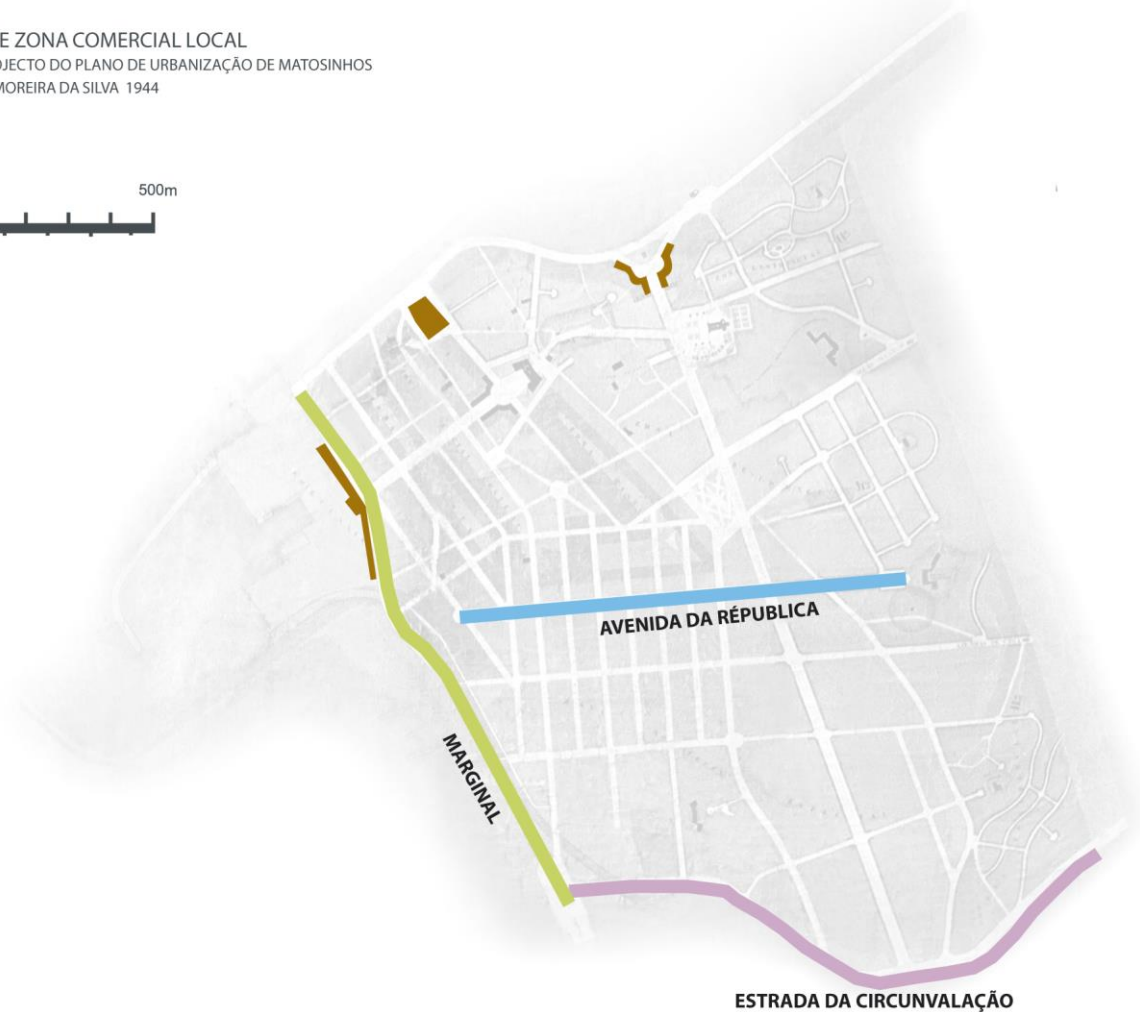 E ZONA COMERCIAL LOCAL
OJECTO DO PLANO DE URBANIZAÇÃO DE MATOSINHOS
MOREIRA DA SILVA 1944
500m
AVENIDA DA RÉPUBLICA
MARGINAL
ESTRADA DA CIRCUNVALAÇÃO